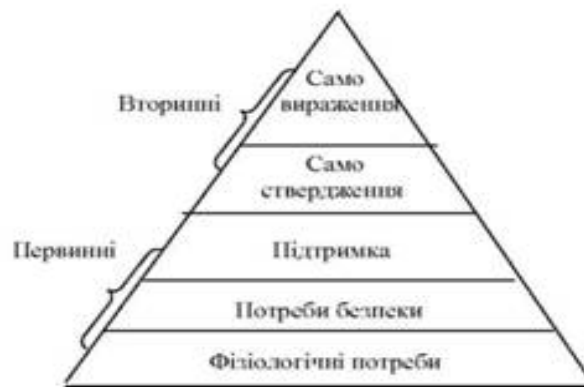 Само
вираження
Вторинні
Само
ствердження
Первинні
Підтримка
Потреби безпеки
Фізіологічні потреби